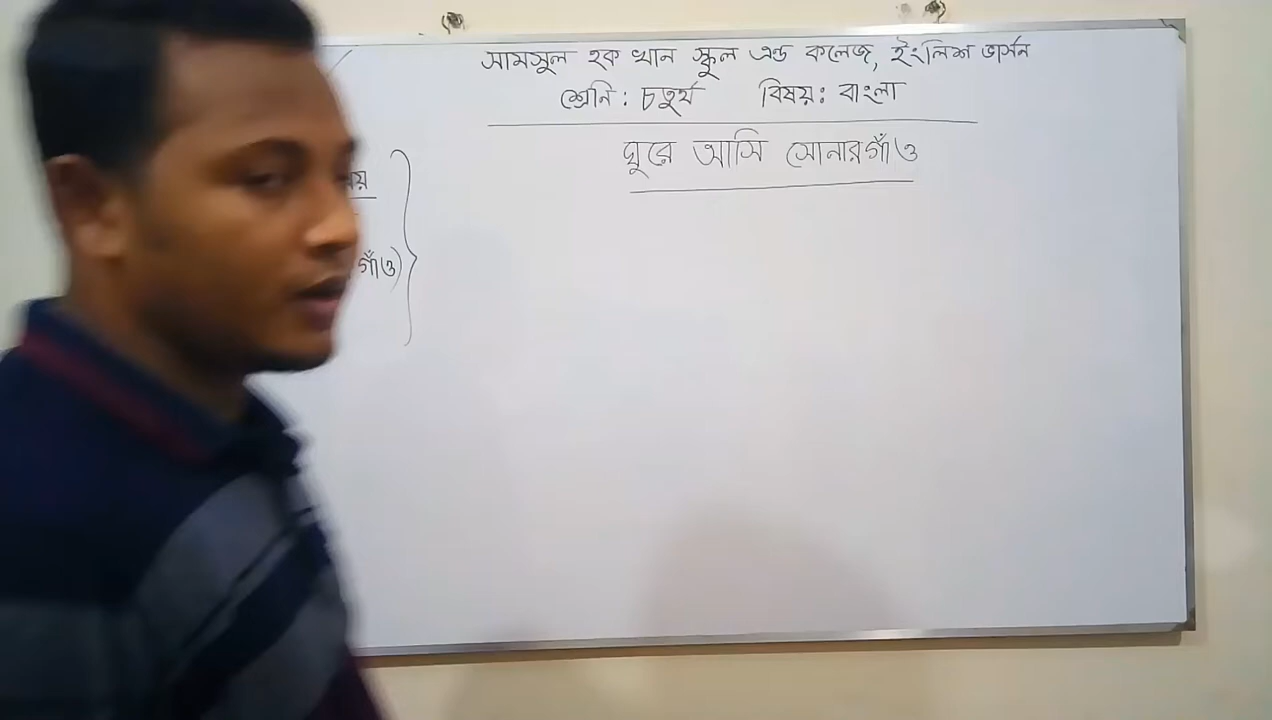 সামসুল হক খান স্কুল এন্ড কলেজ, ইংলিশ ভার্সন
শ্রেনি : চতুর্থ বিষয়ঃ বাংলা
ঘুরে আসি সোনারগাঁও